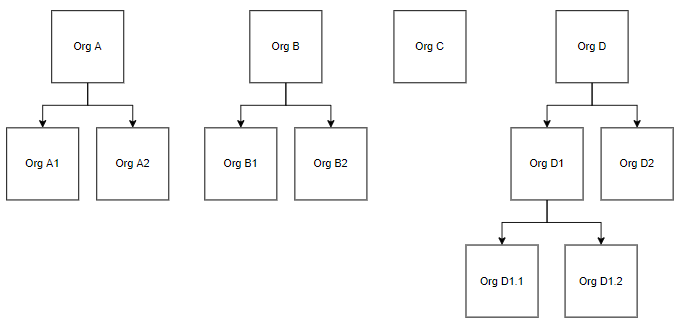 Org A
Org B
Org C
Org D
Org A1
Org A2
Org B1
Org B2
Org D1
Org D2
Org D1.1
Org D1.2